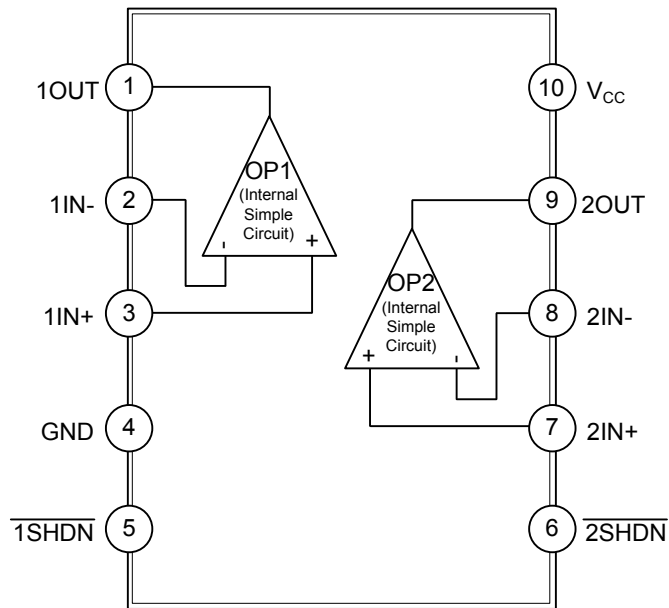 1OUT
1
10
V_CC
OP1
(Internal
Simple
Circuit)
-
+
1IN-
2
9
2OUT
OP2
(Internal
Simple
Circuit)
+
-
1IN+
3
8
2IN-
GND
4
7
2IN+
1SHDN
5
6
2SHDN